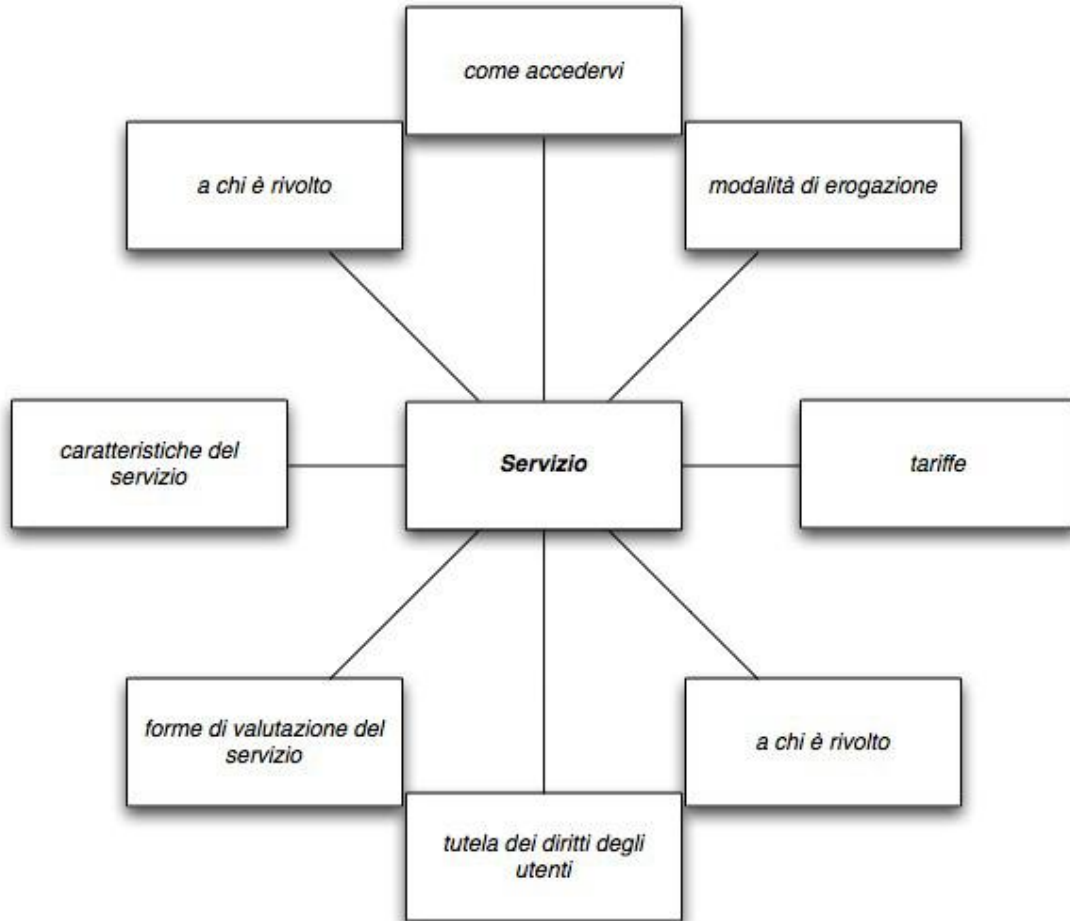 come accedervi
a chi è rivolto
modalità di erogazione
caratteristiche del
servizio
Servizio
tariffe
forme di valutazione del
servizio
a chi è rivolto
tutela dei diritti degli
utenti